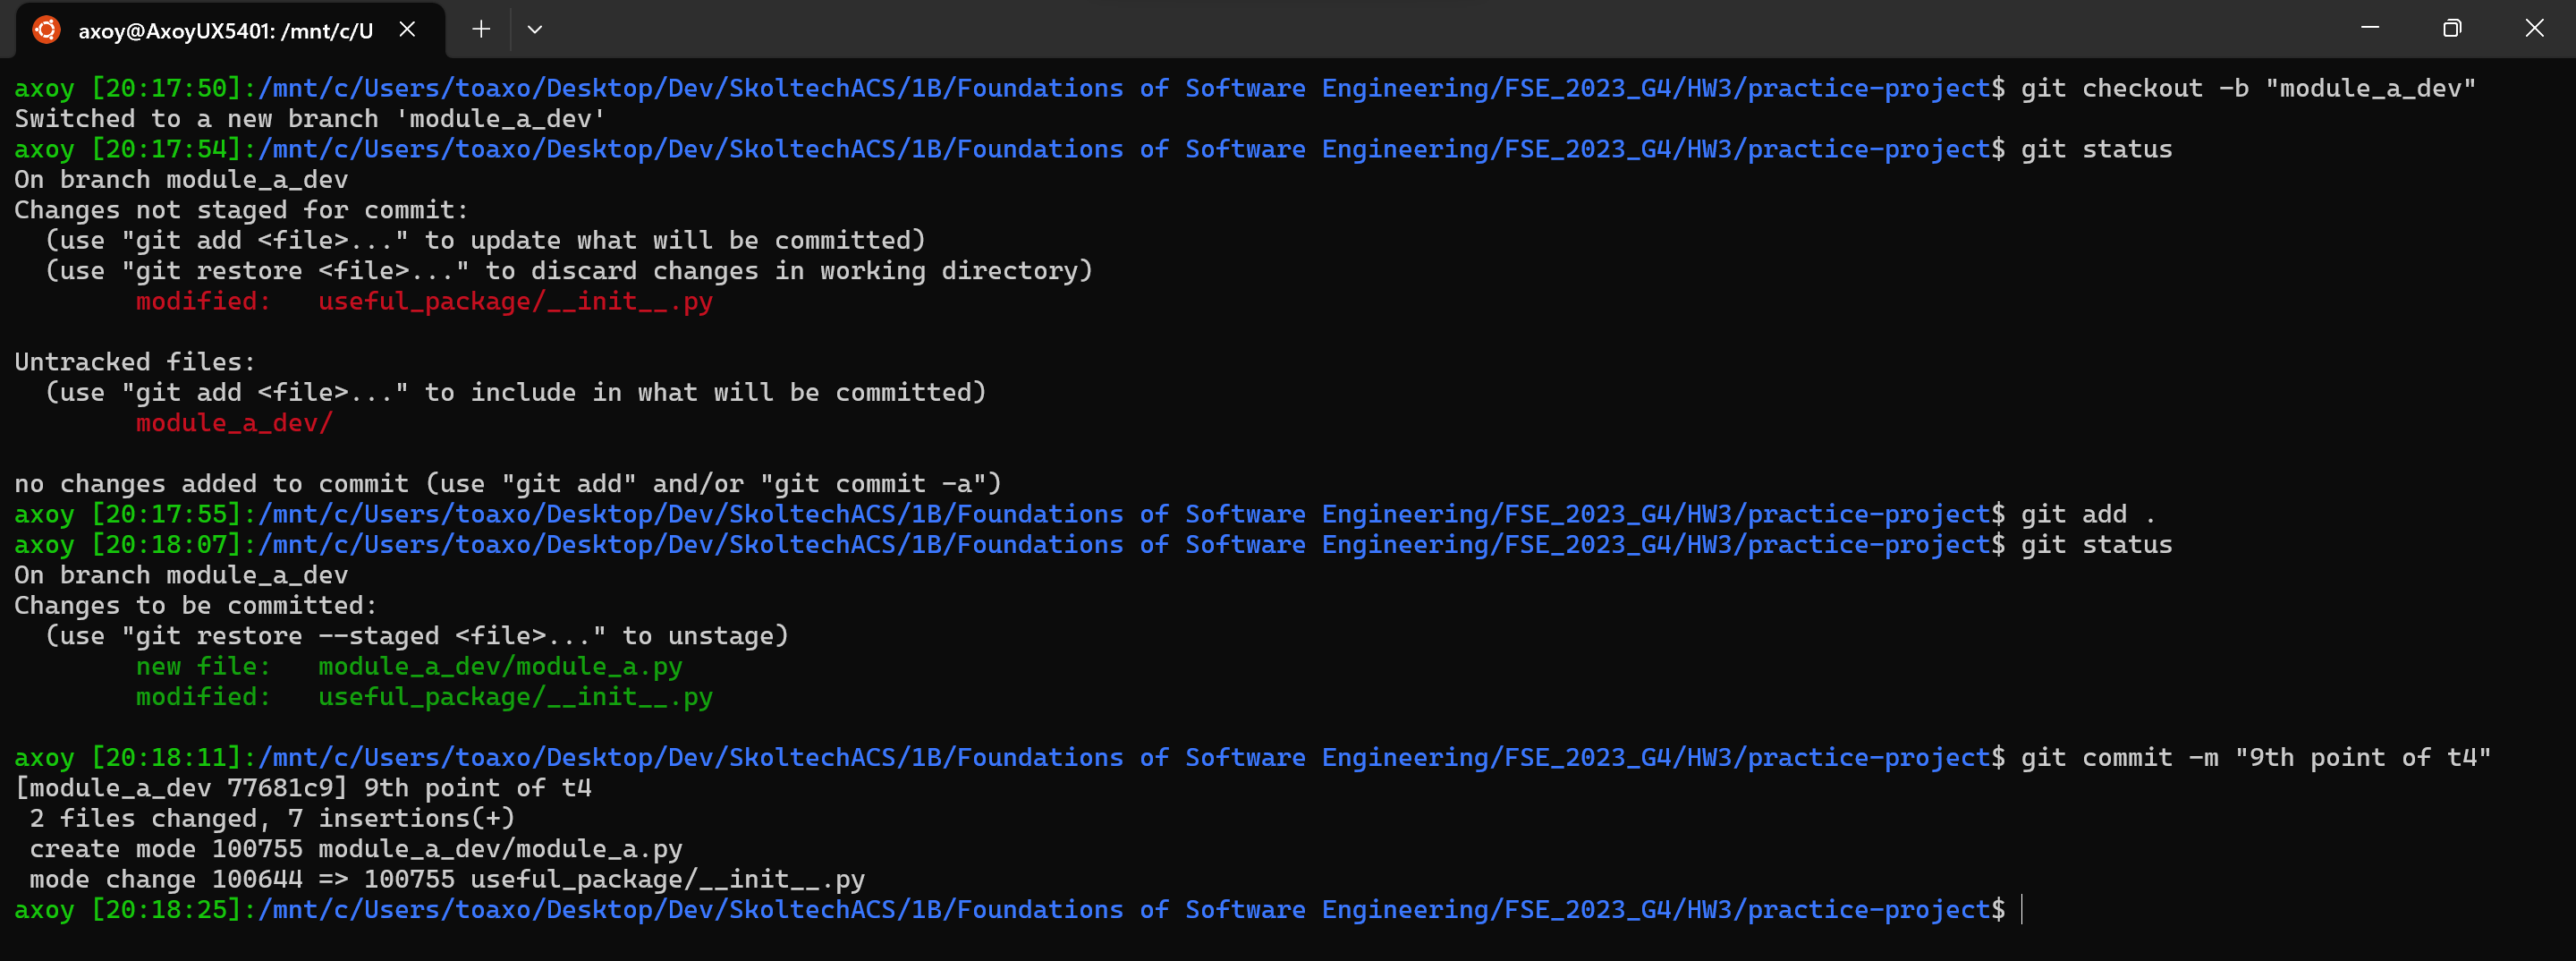 axoy@AxoyUX5401: /mnt/c/U
axoy [20:17:50]:/mnt/c/Users/toaxo/Desktop/Dev/SkoltechACS/1B/Foundations of Software Engineering/FSE_2023_G4/HW3/practice-project$ git checkout -b "module_a_dev"
Switched to a new branch 'module_a_dev'
axoy [20:17:54]:/mnt/c/Users/toaxo/Desktop/Dev/SkoltechACS/1B/Foundations of Software Engineering/FSE_2023_G4/HW3/practice-project$ git status
On branch module_a_dev
Changes not staged for commit:
  (use "git add <file>..." to update what will be committed)
  (use "git restore <file>..." to discard changes in working directory)
        modified:   useful_package/__init__.py

Untracked files:
  (use "git add <file>..." to include in what will be committed)
        module_a_dev/

no changes added to commit (use "git add" and/or "git commit -a")
axoy [20:17:55]:/mnt/c/Users/toaxo/Desktop/Dev/SkoltechACS/1B/Foundations of Software Engineering/FSE_2023_G4/HW3/practice-project$ git add .
axoy [20:18:07]:/mnt/c/Users/toaxo/Desktop/Dev/SkoltechACS/1B/Foundations of Software Engineering/FSE_2023_G4/HW3/practice-project$ git status
On branch module_a_dev
Changes to be committed:
  (use "git restore --staged <file>..." to unstage)
        new file:   module_a_dev/module_a.py
        modified:   useful_package/__init__.py

axoy [20:18:11]:/mnt/c/Users/toaxo/Desktop/Dev/SkoltechACS/1B/Foundations of Software Engineering/FSE_2023_G4/HW3/practice-project$ git commit -m "9th point of t4"
[module_a_dev 77681c9] 9th point of t4
 2 files changed, 7 insertions(+)
 create mode 100755 module_a_dev/module_a.py
 mode change 100644 => 100755 useful_package/__init__.py
axoy [20:18:25]:/mnt/c/Users/toaxo/Desktop/Dev/SkoltechACS/1B/Foundations of Software Engineering/FSE_2023_G4/HW3/practice-project$